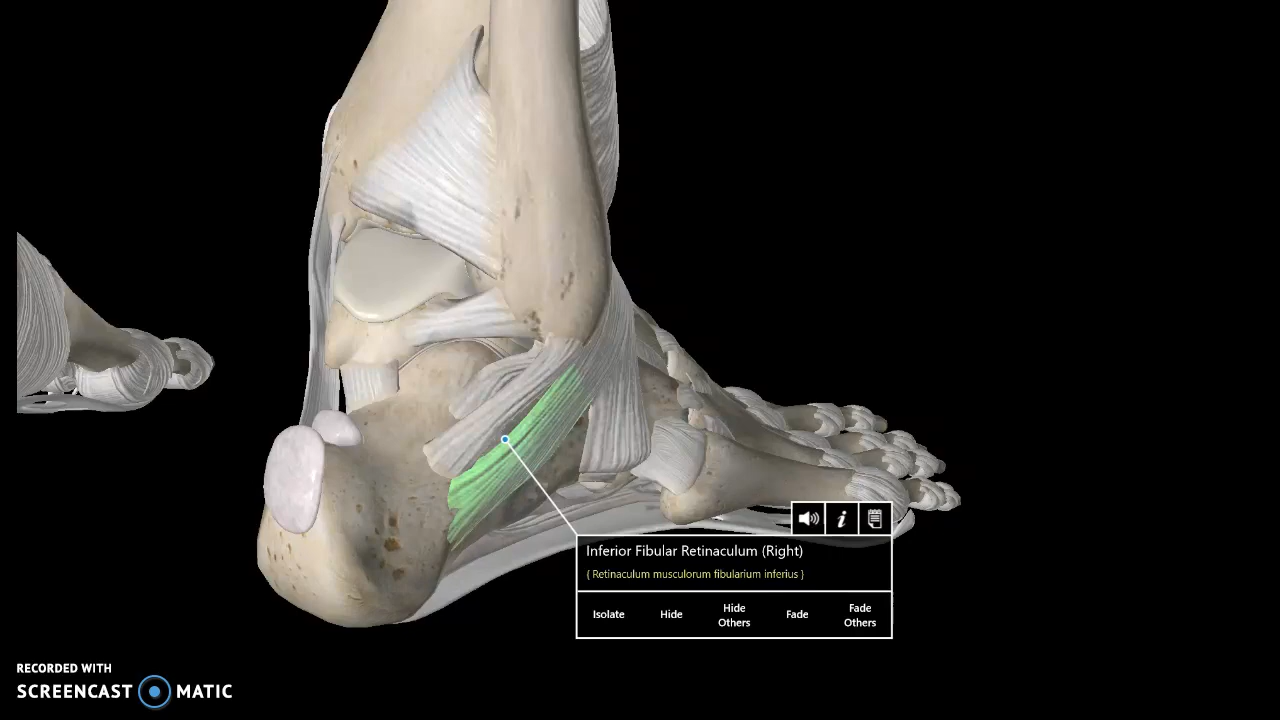 Inferior Fibular Retinaculum (Right)
{ Retinaculum musculorum fibularium inferius }
Isolate
Hide
Hide
Others
Fade
Fade
Others
RECORDED WITH
SCREENCAST MATIC